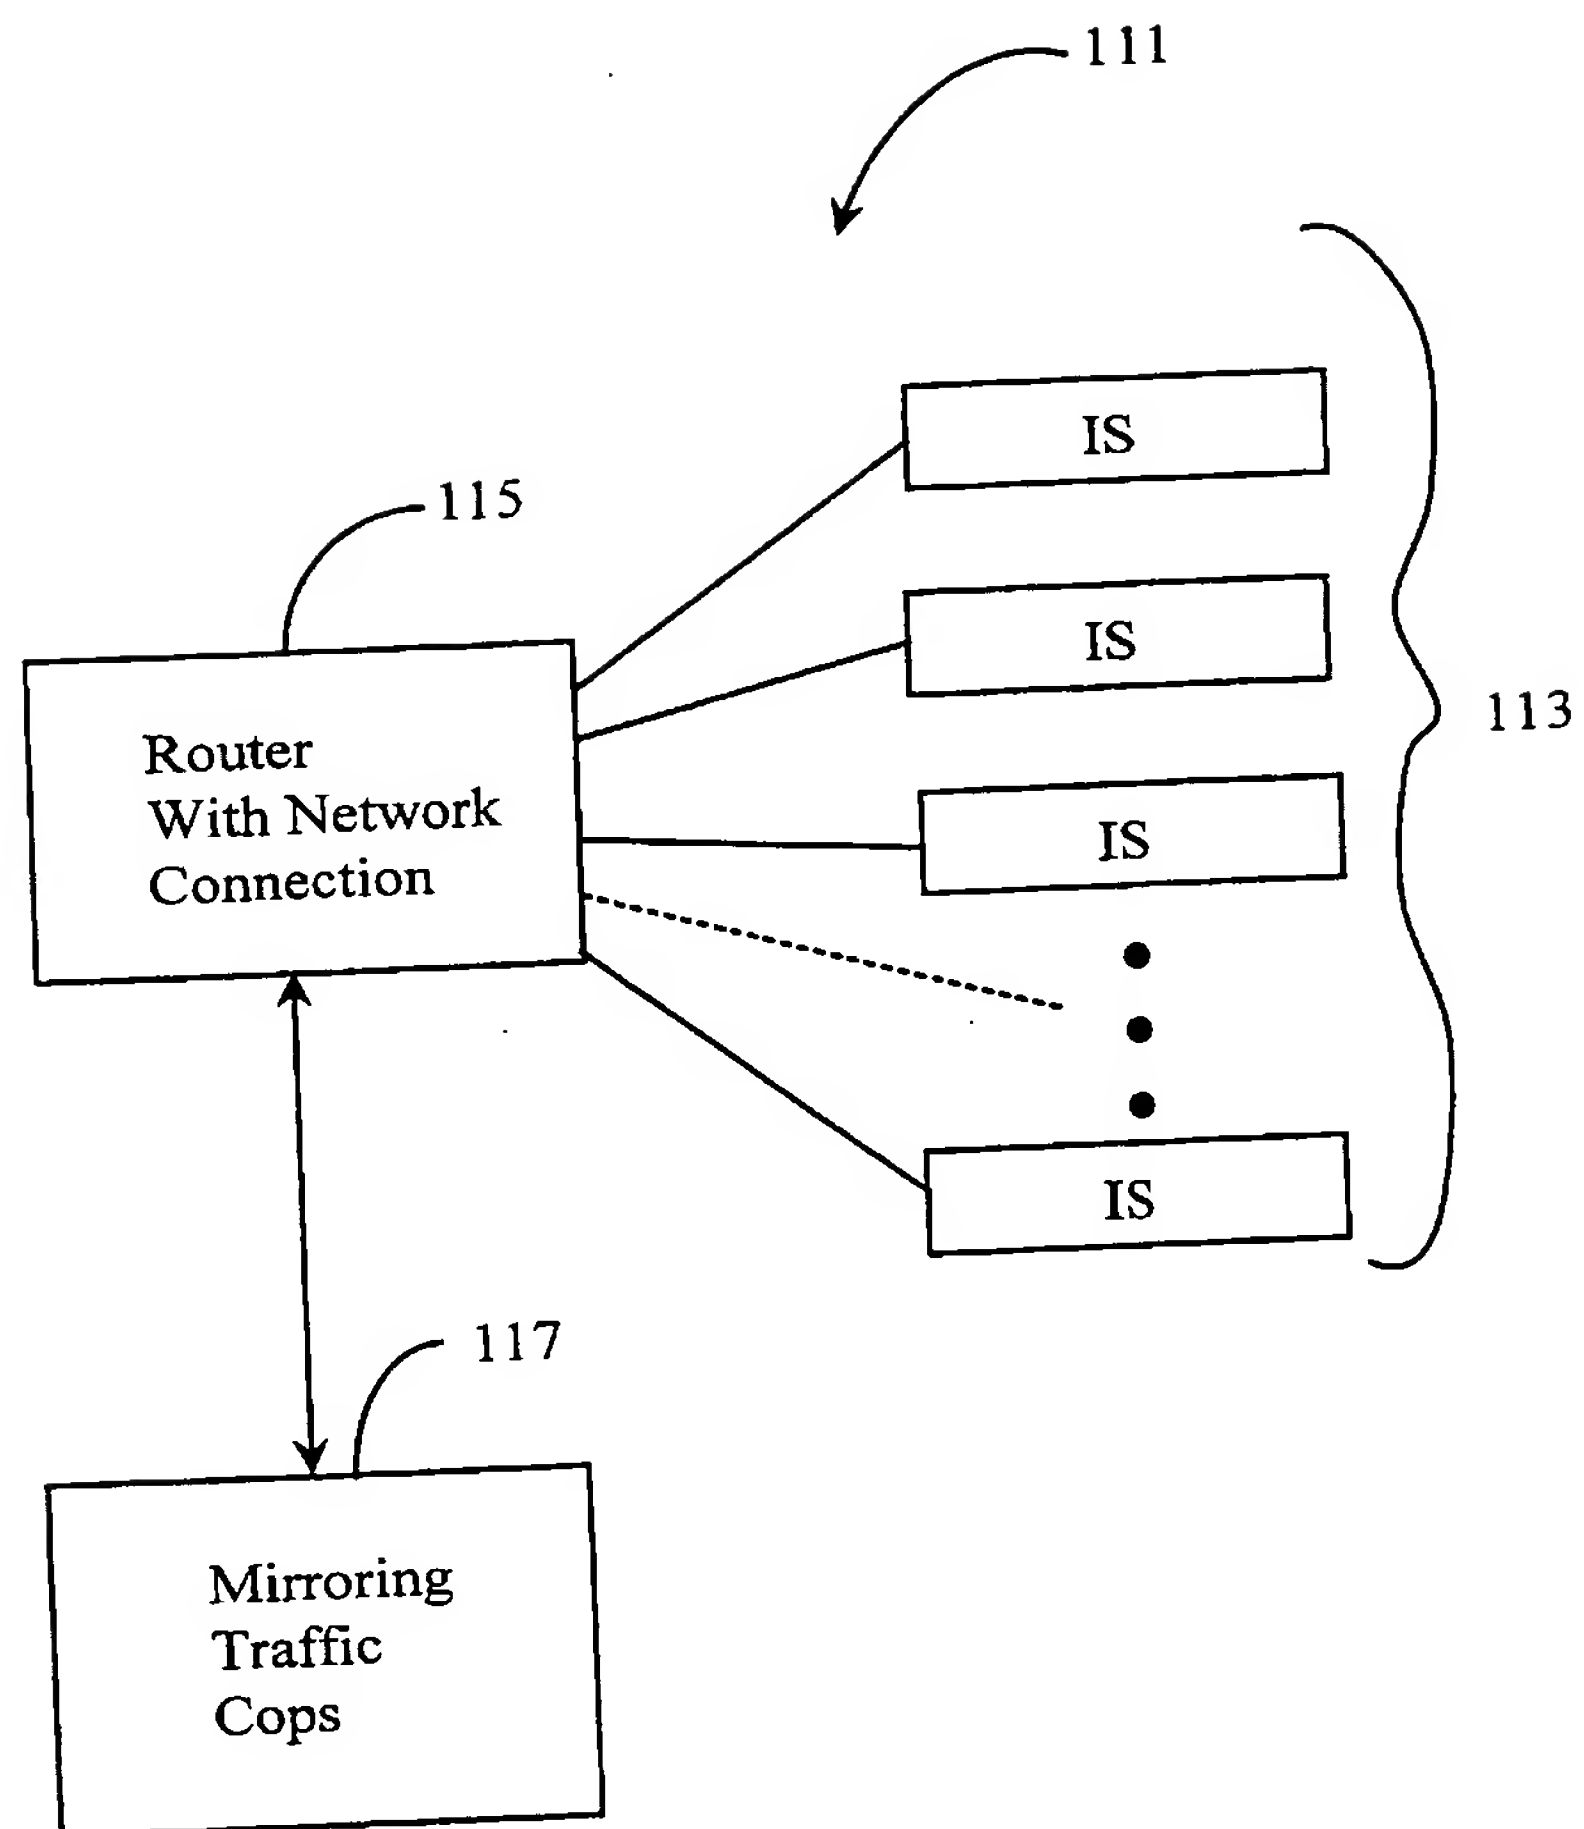 111
IS
115
IS
113
Router
With Network
Connection
IS
IS
117
Mirroring
Traffic
Cops